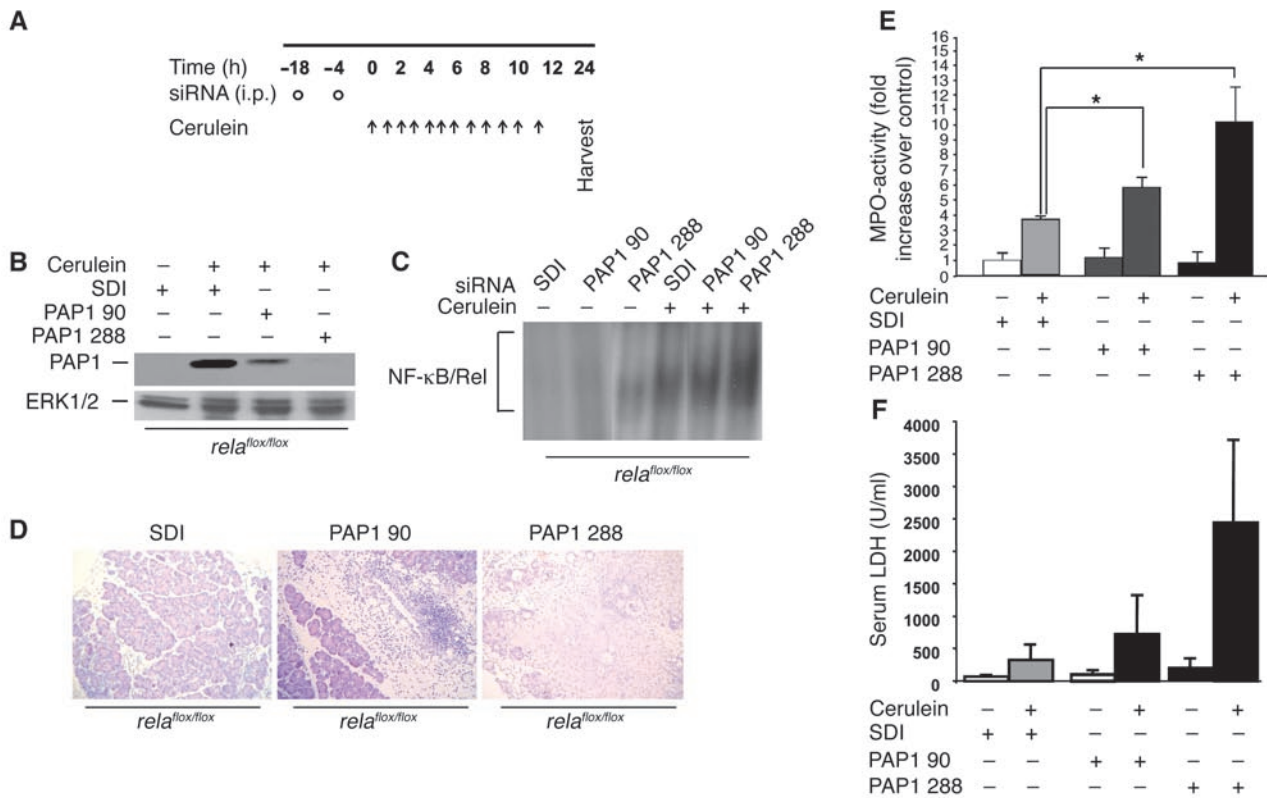 A
Time (h) –18 –4 0 2 4 6 8 10 12 24
siRNA (i.p.)
Cerulein
Harvest
B
Cerulein – + + +
SDI + +
PAP1 90 +
PAP1 288 +
PAP1
ERK1/2
rela flox/flox
C
siRNA SDI PAP1 90 PAP1 288 SDI PAP1 90 PAP1 288
Cerulein – – – + + +
NF-κB/Rel
rela flox/flox
D
SDI PAP1 90 PAP1 288
rela flox/flox rela flox/flox rela flox/flox
E
MPO-activity (fold
increase over control)
16
15
14
13
12
11
10
9
8
7
6
5
4
3
2
1
0
* *
Cerulein – + – + – +
SDI + + – – – –
PAP1 90 – – + + – –
PAP1 288 – – – – + +
F
Serum LDH (U/ml)
4000
3500
3000
2500
2000
1500
1000
500
0
Cerulein – + – + – +
SDI + + – – – –
PAP1 90 – – + + – –
PAP1 288 – – – – + +